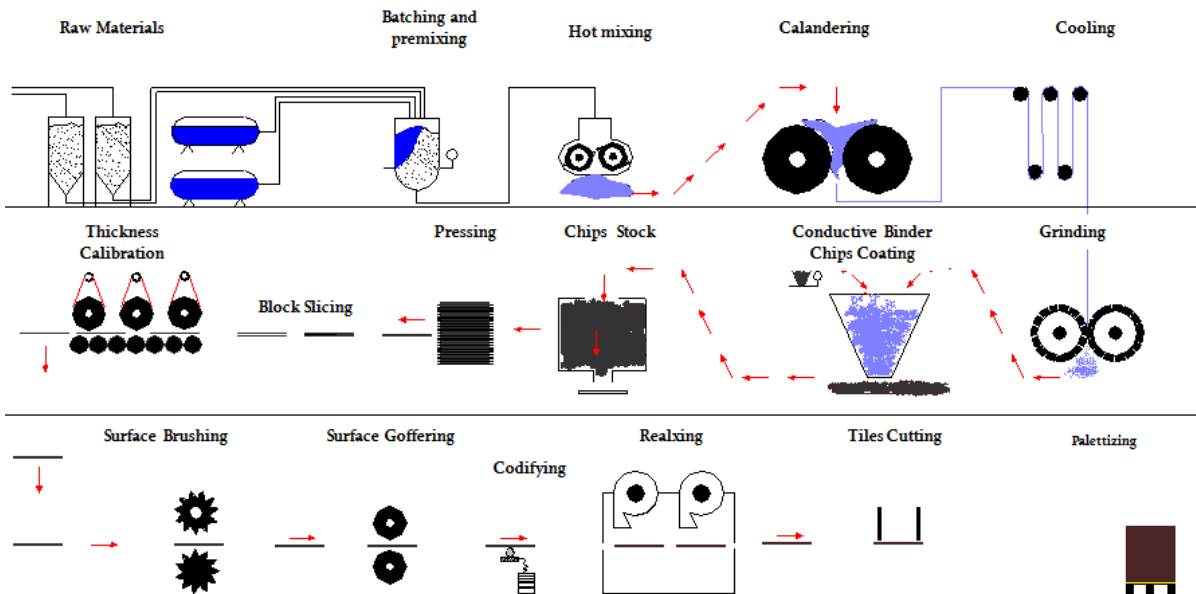 Raw Materials
Batching and
premixing
Hot mixing
Calandering
Cooling
Thickness
Calibration
Block Slicing
Pressing
Chips Stock
Conductive Binder
Chips Coating
Grinding
Surface Brushing
Surface Goffering
Codifying
Realxing
Tiles Cutting
Palettizing